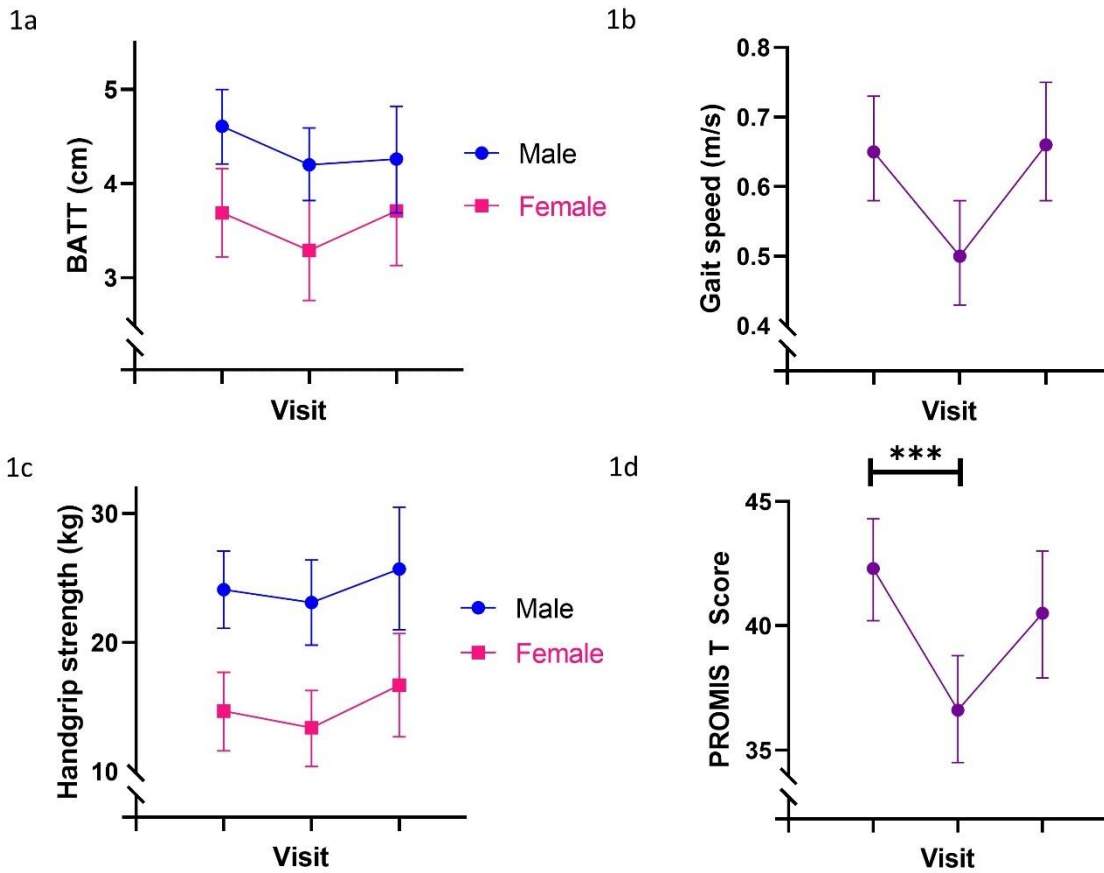 1a
BATT (cm)
5
4
3
Male
Female
Visit
1b
Gait speed (m/s)
0.8
0.7
0.6
0.5
0.4
Visit
1c
Handgrip strength (kg)
30
20
10
Male
Female
Visit
1d
***
PROMIS T Score
45
40
35
Visit